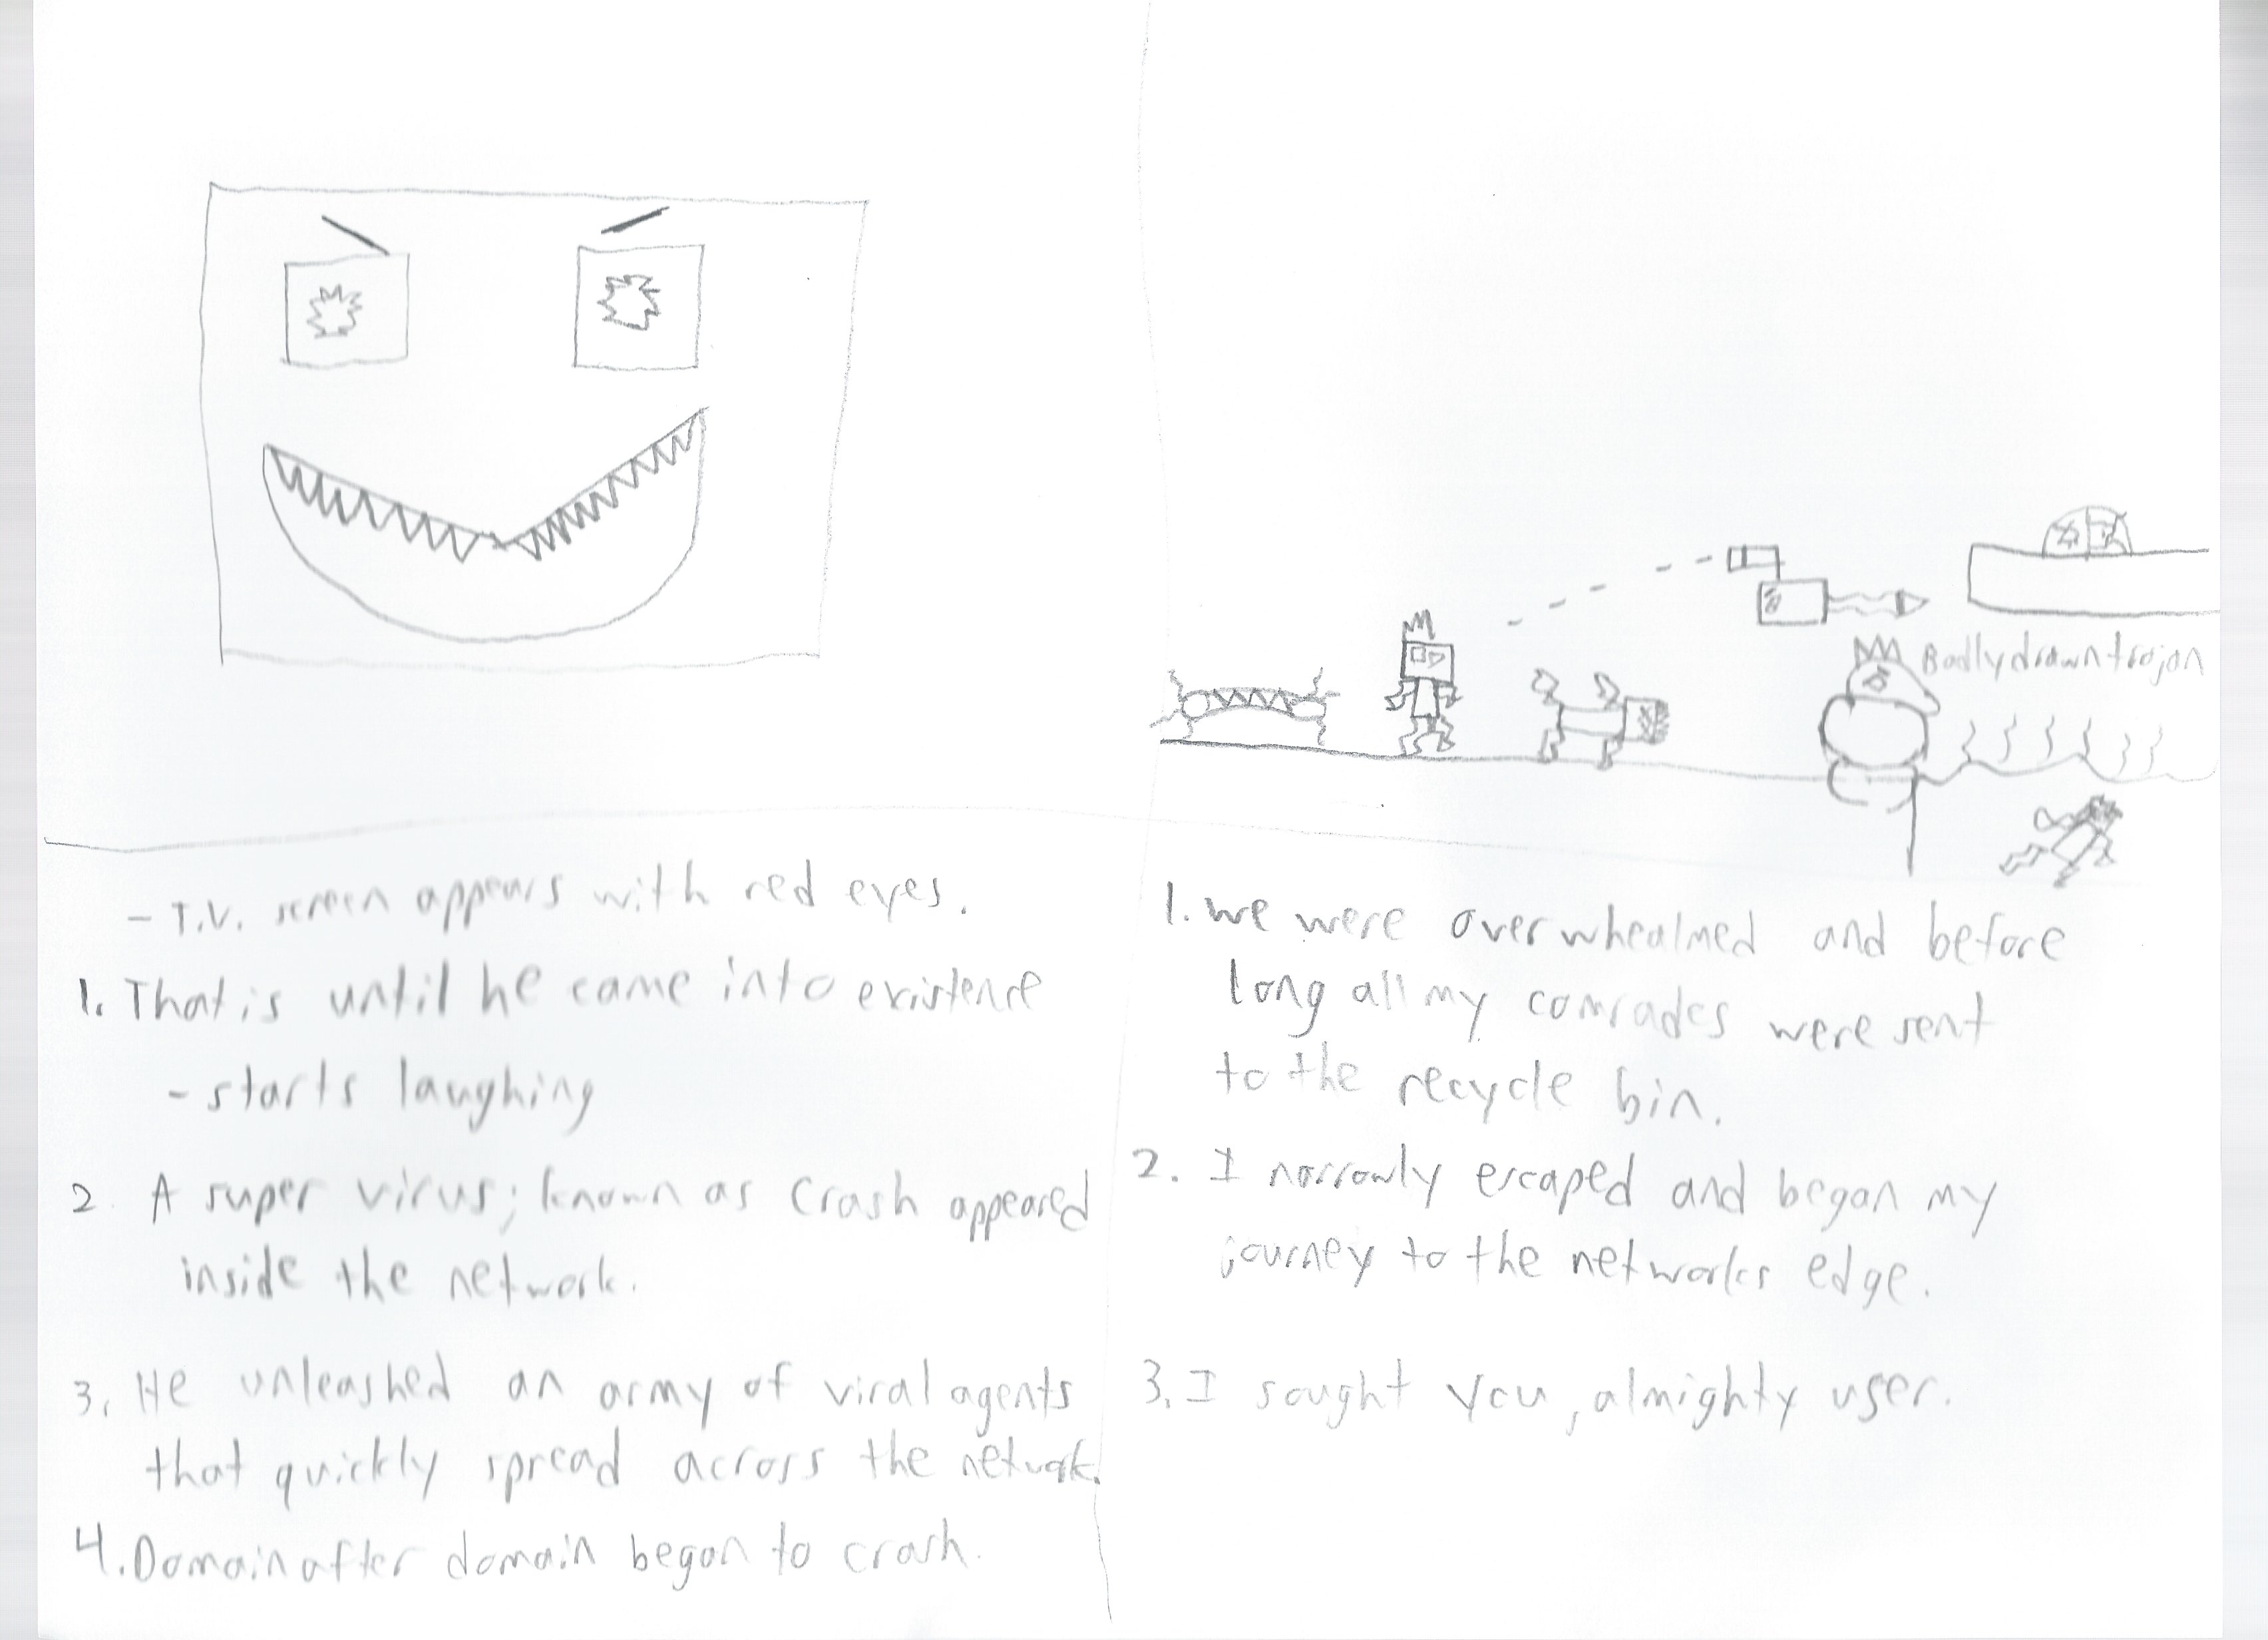 Badly drawn trojan
- T.V. screen appears with red eyes.
1. That is until he came into existence
- starts laughing
2. A super virus; known as Crash appeared
inside the network.
3. He unleashed an army of viral agents
that quickly spread across the network.
4. Domain after domain began to crash.
1. we were overwhealmed and before
long all my comrades were sent
to the recycle bin.
2. I narrowly escaped and began my
journey to the networks edge.
3. I sought you, almighty user.